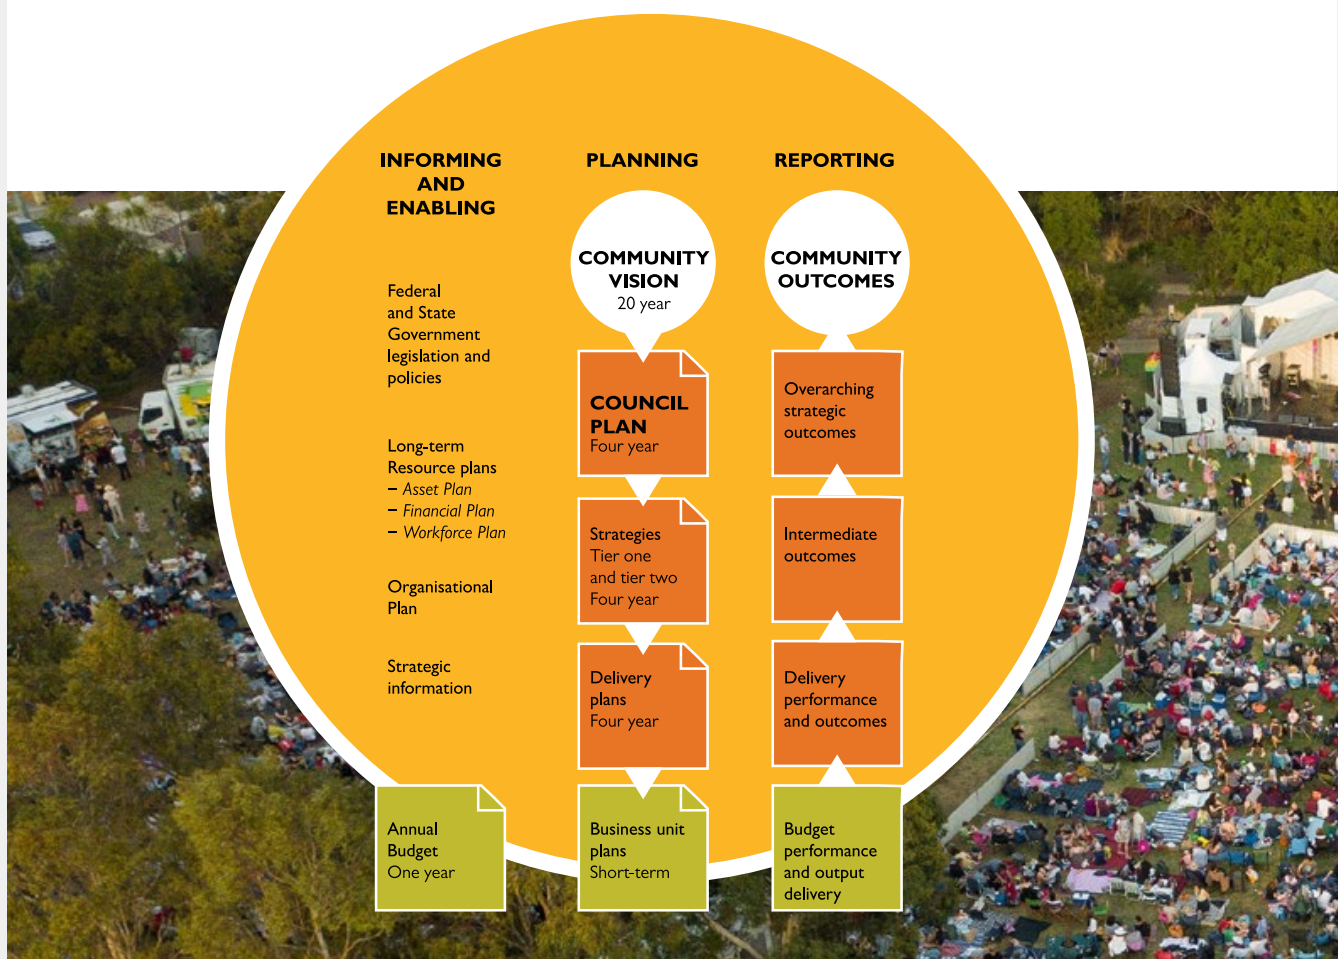 INFORMING
AND
ENABLING
Federal
and State
Government
legislation and
policies
Long-term
Resource plans
– Asset Plan
– Financial Plan
– Workforce Plan
Organisational
Plan
Strategic
information
Annual
Budget
One year
PLANNING
COMMUNITY
VISION
20 year
COUNCIL
PLAN
Four year
Strategies
Tier one
and tier two
Four year
Delivery
plans
Four year
Business unit
plans
Short-term
REPORTING
COMMUNITY
OUTCOMES
Overarching
strategic
outcomes
Intermediate
outcomes
Delivery
performance
and outcomes
Budget
performance
and output
delivery